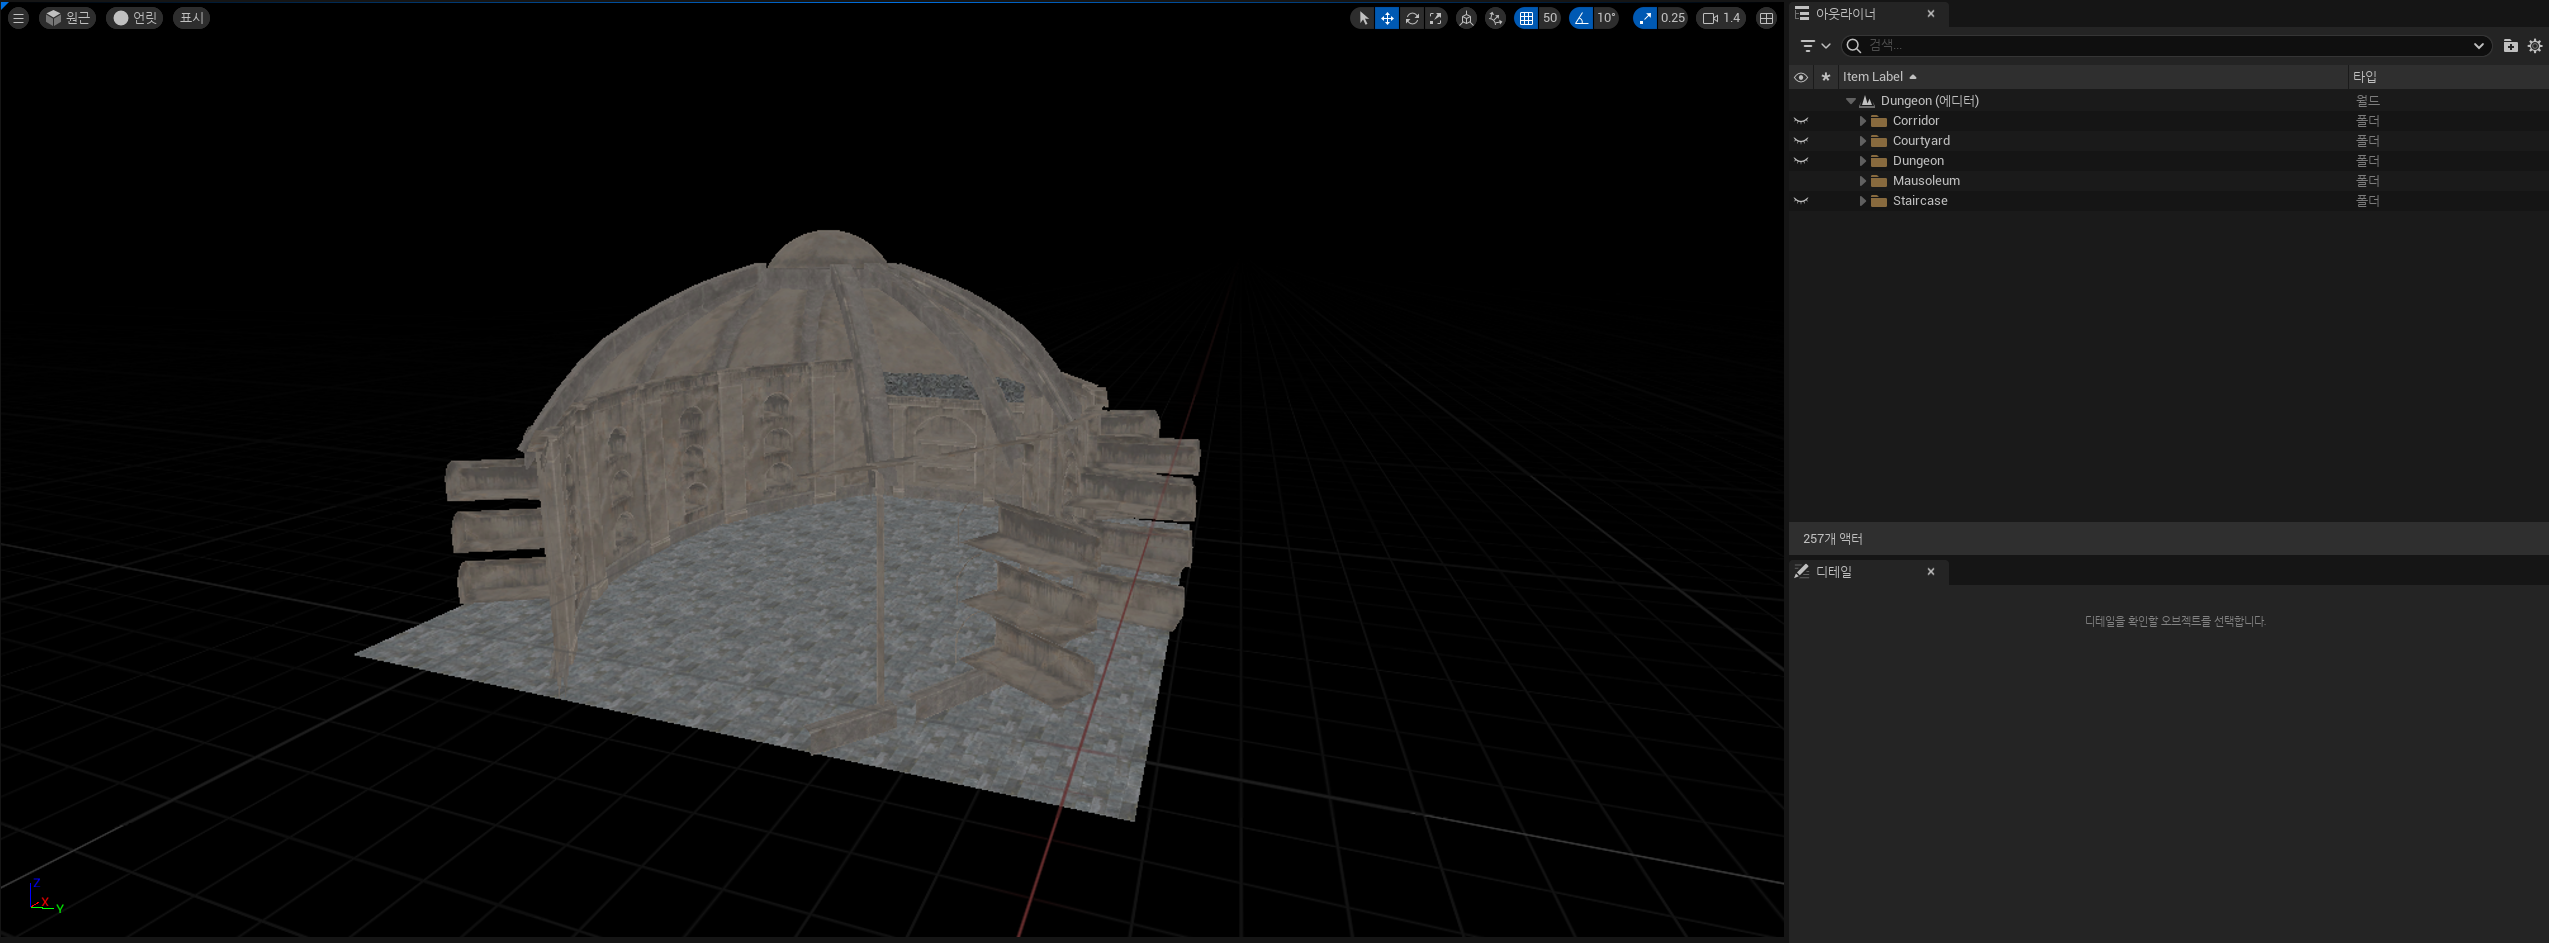 원근 언릿 표시 50 10° 0.25 1.4
아웃라이너
검색...
Item Label 타입
Dungeon (에디터) 월드
Corridor 폴더
Courtyard 폴더
Dungeon 폴더
Mausoleum 폴더
Staircase 폴더
257개 액터
디테일
디테일을 확인할 오브젝트를 선택합니다.
Z
X
Y